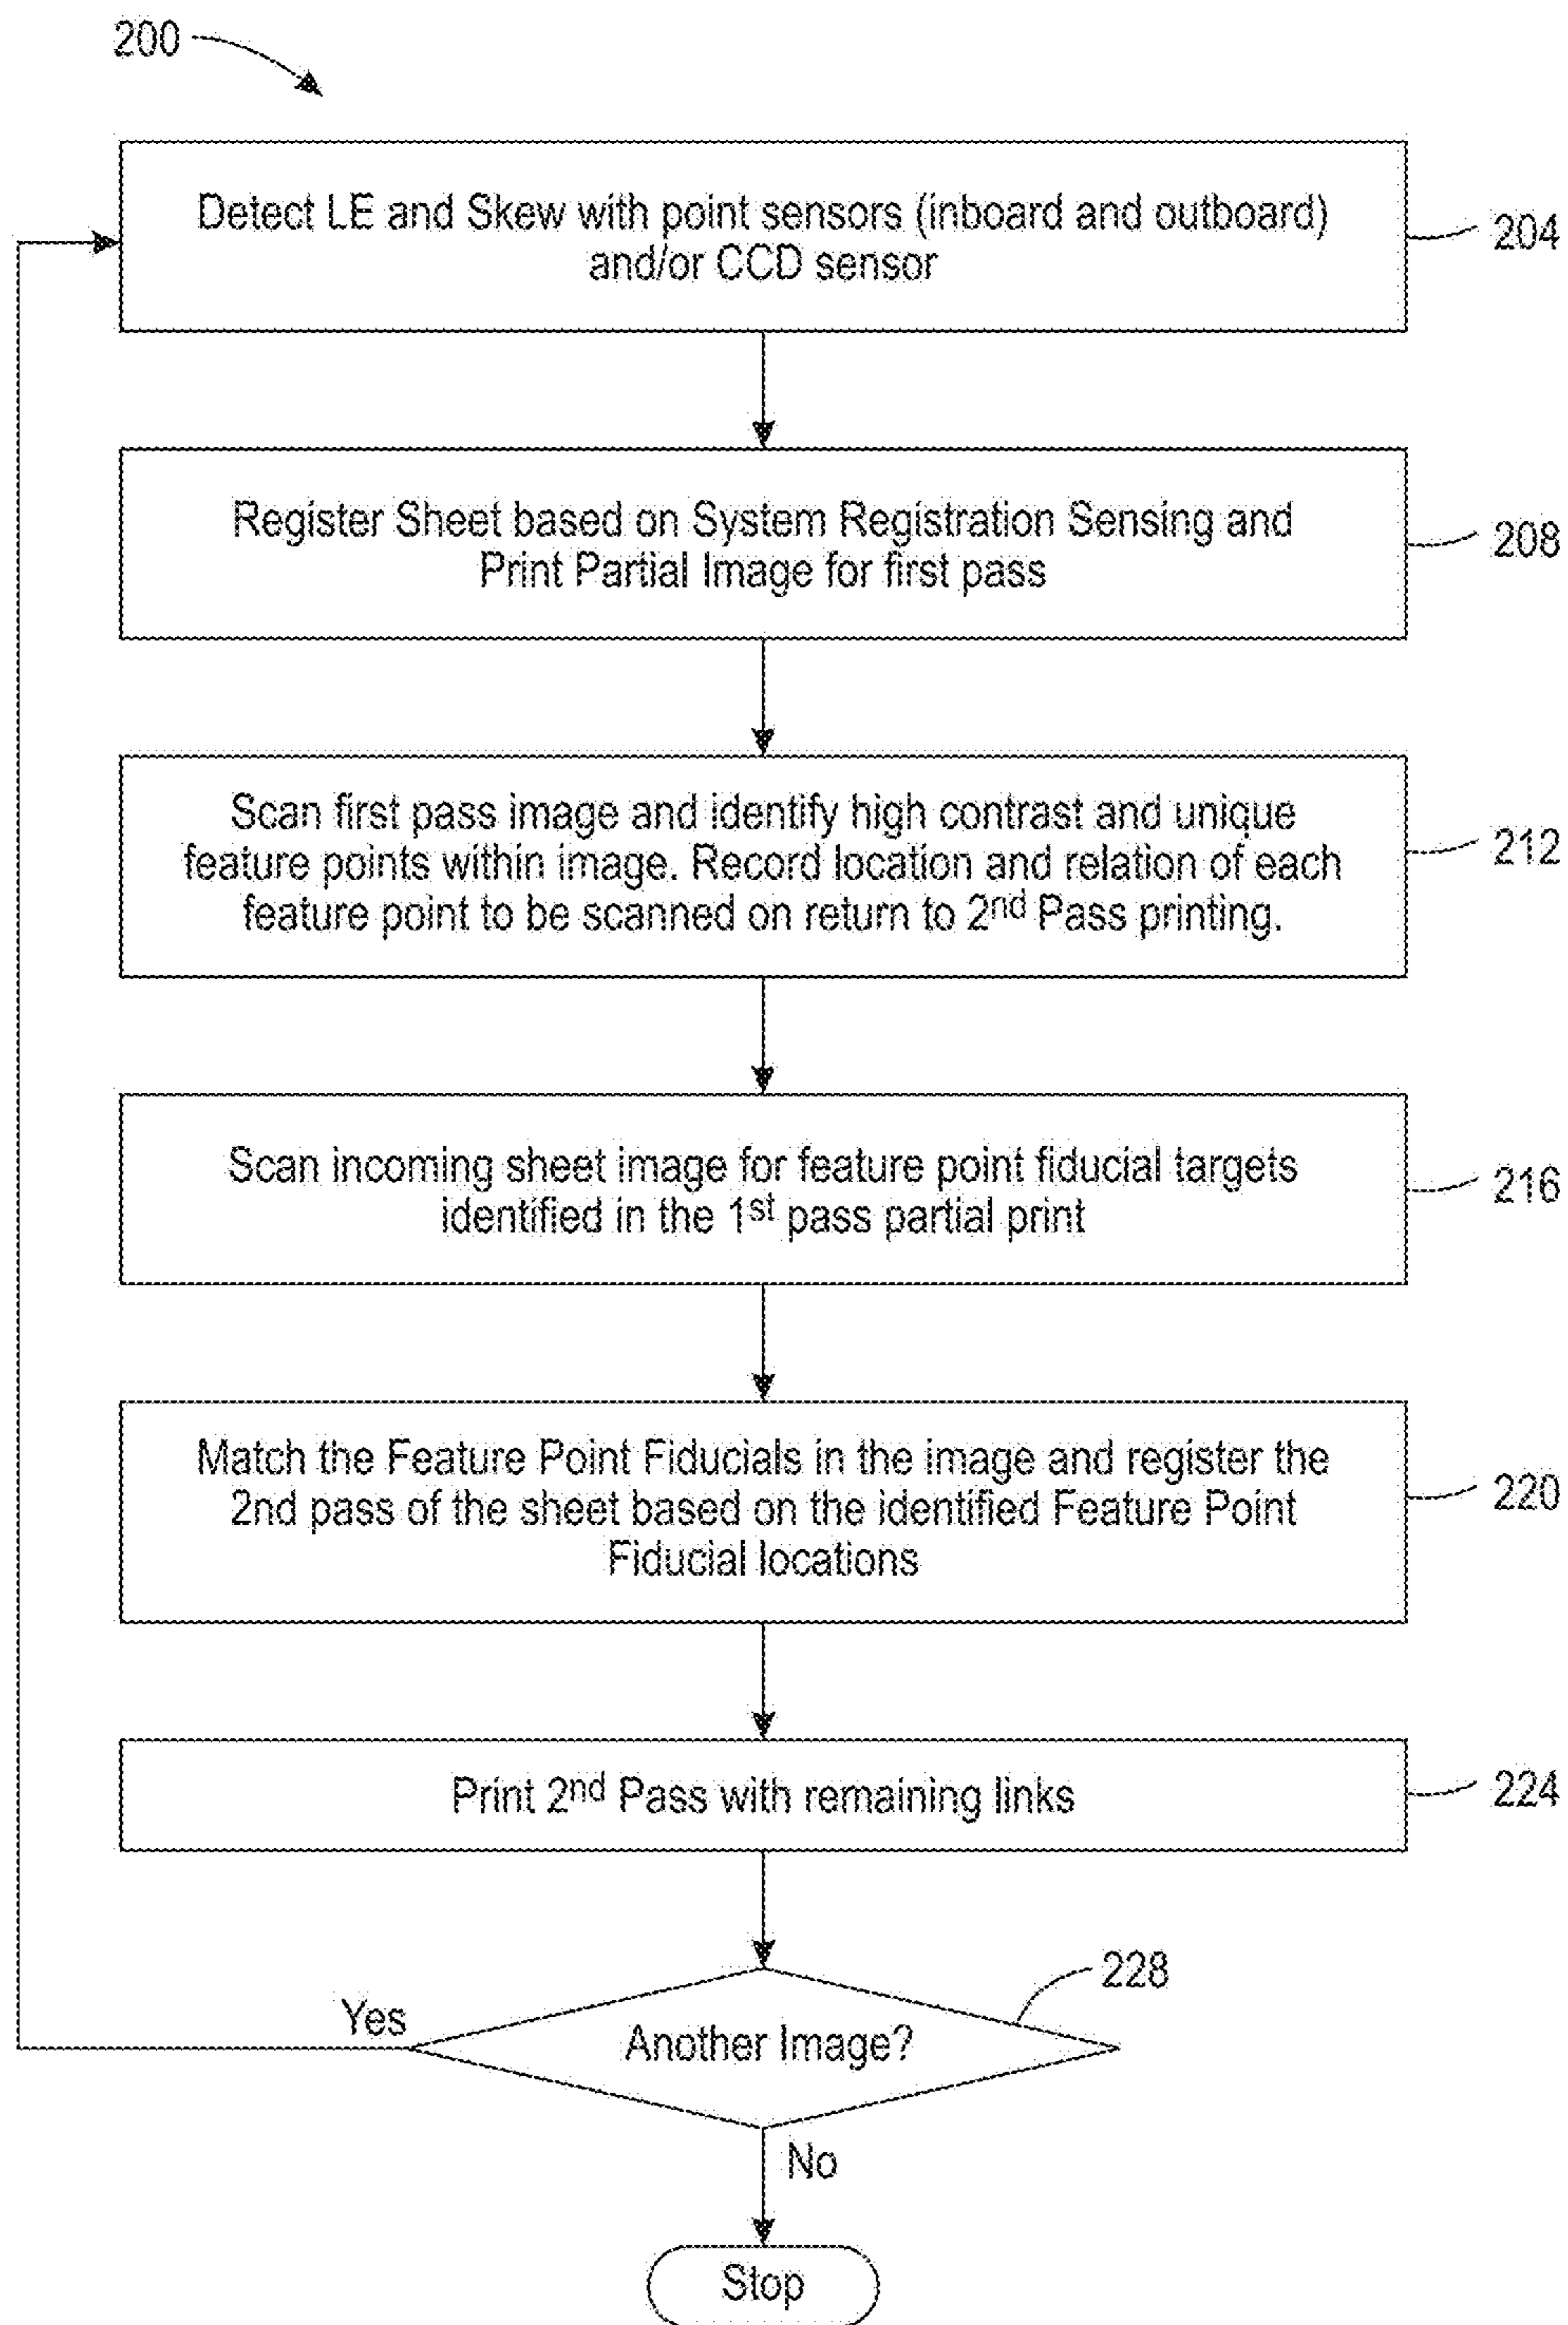 200
Detect LE and Skew with point sensors (inboard and outboard)
and/or CCD sensor
204
Register Sheet based on System Registration Sensing and
Print Partial Image for first pass
208
Scan first pass image and identify high contrast and unique
feature points within image. Record location and relation of each
feature point to be scanned on return to 2nd Pass printing.
212
Scan incoming sheet image for feature point fiducial targets
identified in the 1st pass partial print
216
Match the Feature Point Fiducials in the image and register the
2nd pass of the sheet based on the identified Feature Point
Fiducial locations
220
Print 2nd Pass with remaining links
224
228
Yes
Another Image?
No
Stop